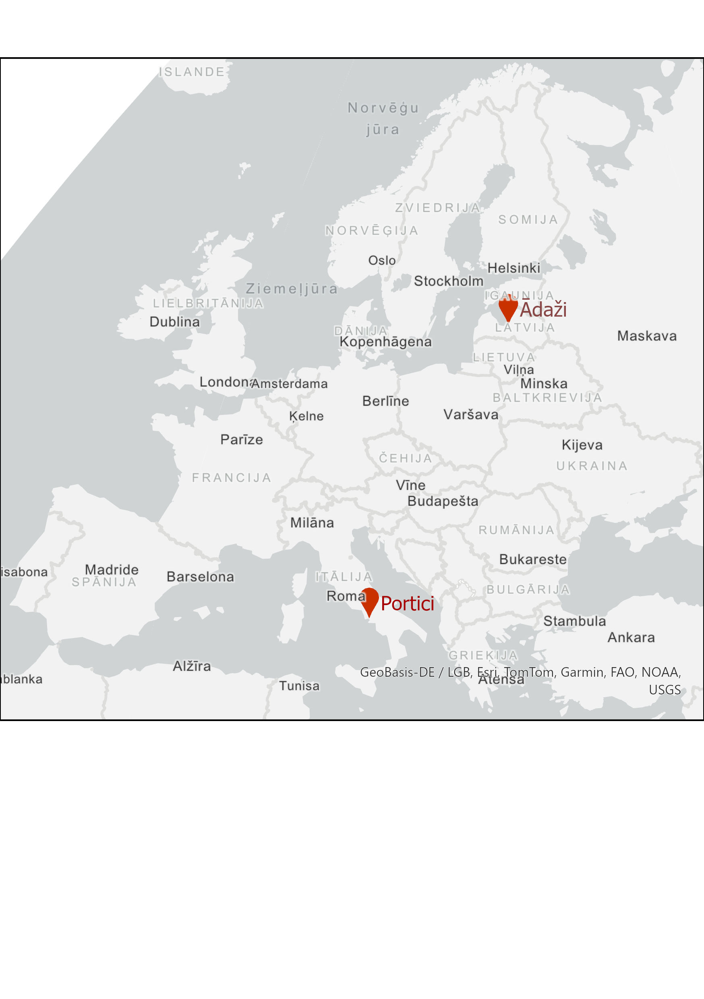 ISLANDE
Norvēģu
jūra
ZVIEDRIJA
SOMIJA
NORVĒĢIJA
Oslo
Helsinki
Stockholm
Ziemeļjūra
IGAUNIJA
LIELBRITĀNIJA
Ādaži
Dublina
LATVIJA
DĀNIJA
Maskava
Kopenhāgena
LIETUVA
Viļņa
Londona
Amsterdama
Minska
BALTKRIEVIJA
Berlīne
Varšava
Ķelne
Parīze
Kijeva
ČEHIJA
UKRAINA
FRANCIJA
Vīne
Budapešta
Milāna
RUMĀNIJA
Bukareste
isabona
Madride
SPĀNIJA
Barselona
ITĀLIJA
BULGĀRIJA
Roma
Portici
Stambula
Ankara
GRIEĶIJA
Alžīra
GeoBasis-DE / LGB, Esri, TomTom, Garmin, FAO, NOAA,
USGS
Atēnsa
ablanka
Tunisa